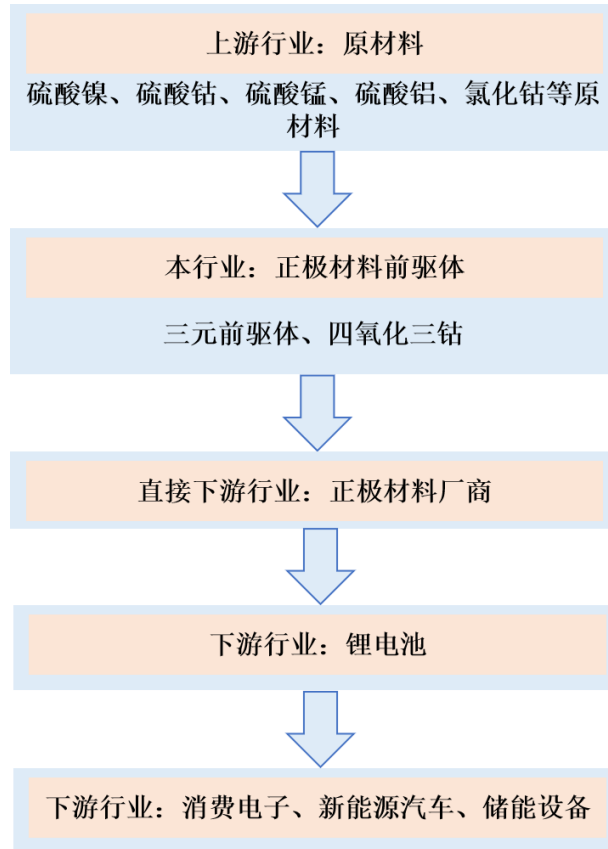 上游行业：原材料
硫酸镍、硫酸钴、硫酸锰、硫酸铝、氯化钴等原
材料
本行业：正极材料前驱体
三元前驱体、四氧化三钴
直接下游行业：正极材料厂商
下游行业：锂电池
下游行业：消费电子、新能源汽车、储能设备